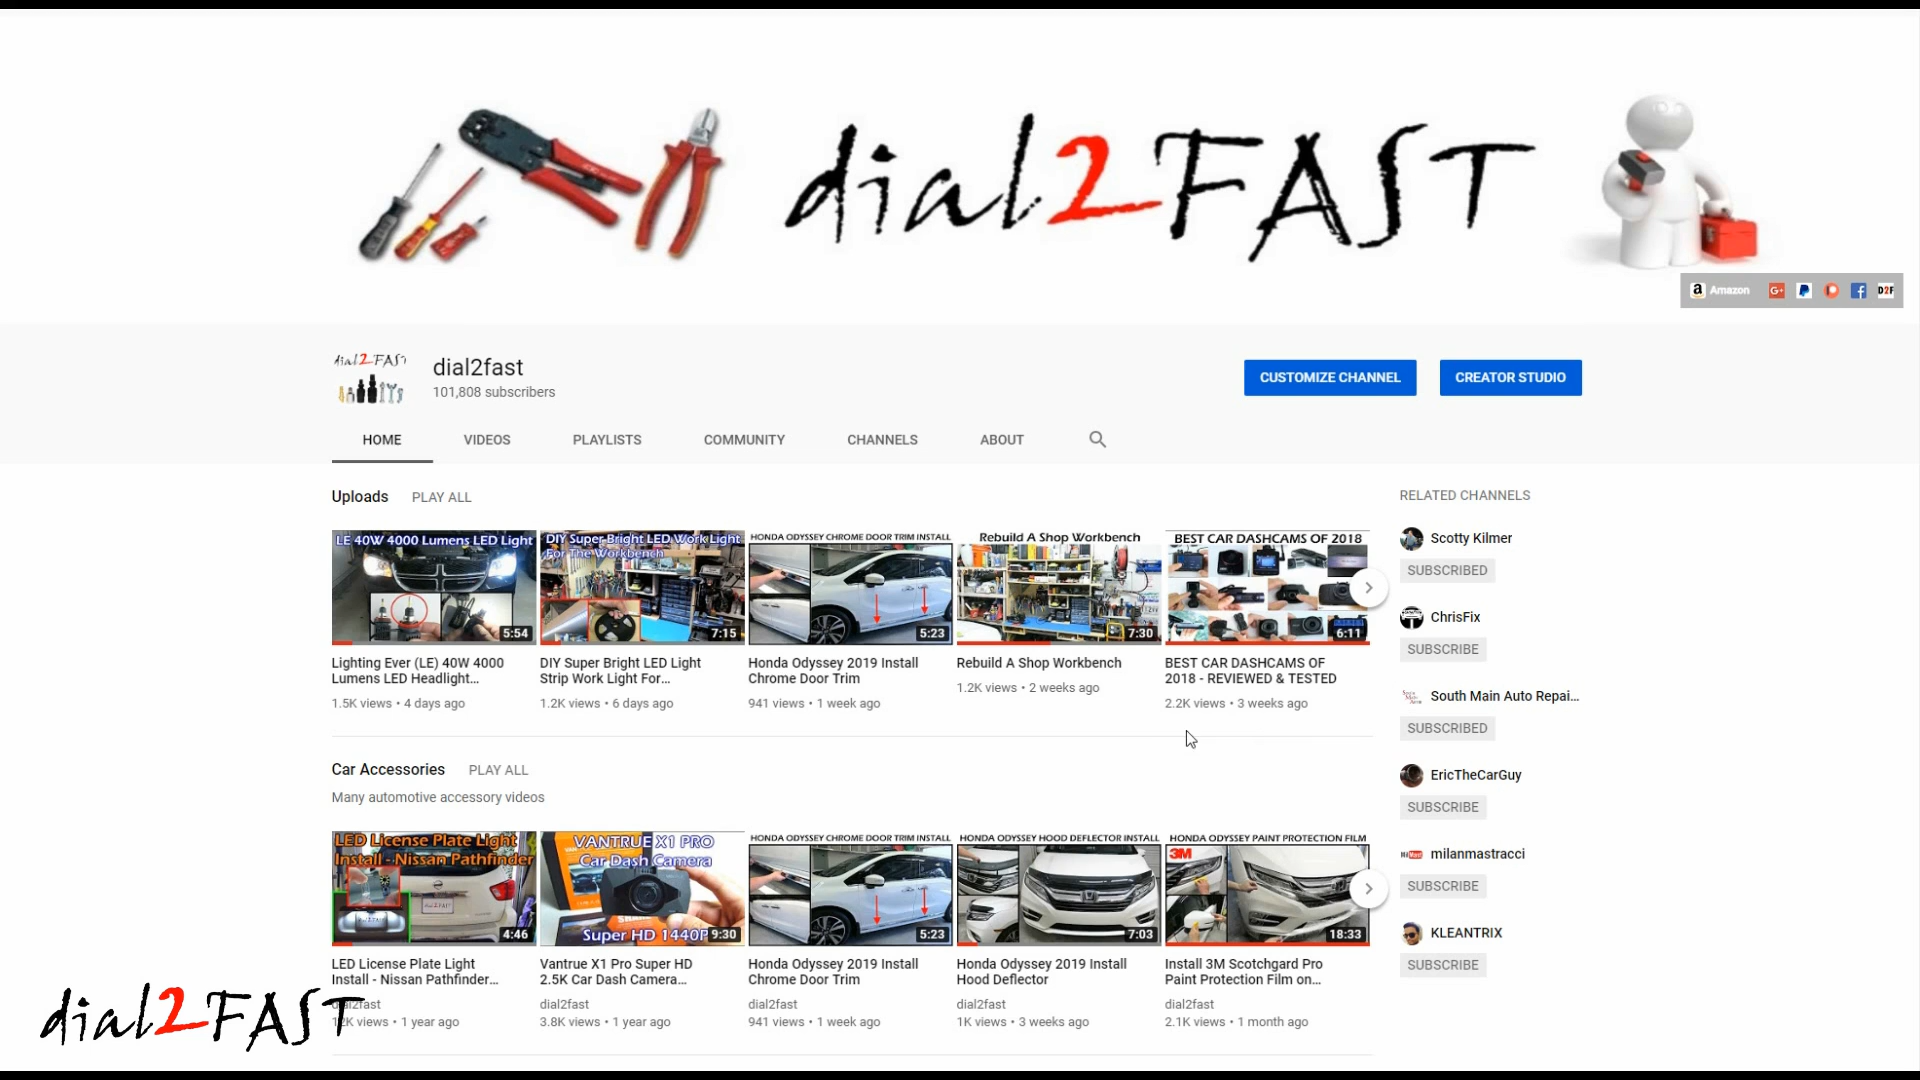 dial2FAST
Amazon
D2F
dial2FAST
dial2fast
101,808 subscribers
CUSTOMIZE CHANNEL
CREATOR STUDIO
HOME
VIDEOS
PLAYLISTS
COMMUNITY
CHANNELS
ABOUT
Uploads
PLAY ALL
LE 40W 4000 Lumens LED Light
5:54
Lighting Ever (LE) 40W 4000
Lumens LED Headlight...
1.5K views • 4 days ago
DIY Super Bright LED Work Light
For The Workbench
7:15
DIY Super Bright LED Light
Strip Work Light For...
1.2K views • 6 days ago
HONDA ODYSSEY CHROME DOOR TRIM INSTALL
5:23
Honda Odyssey 2019 Install
Chrome Door Trim
941 views • 1 week ago
Rebuild A Shop Workbench
7:30
Rebuild A Shop Workbench
1.2K views • 2 weeks ago
BEST CAR DASHCAMS OF 2018
6:11
BEST CAR DASHCAMS OF
2018 - REVIEWED & TESTED
2.2K views • 3 weeks ago
Car Accessories
PLAY ALL
Many automotive accessory videos
LED License Plate Light
Install - Nissan Pathfinder
dial2FAST
4:46
LED License Plate Light
Install - Nissan Pathfinder...
dial2fast
12K views • 1 year ago
VANTRUE X1 PRO
Car Dash Camera
Super HD 1440P
9:30
Vantrue X1 Pro Super HD
2.5K Car Dash Camera...
dial2fast
3.8K views • 1 year ago
HONDA ODYSSEY CHROME DOOR TRIM INSTALL
5:23
Honda Odyssey 2019 Install
Chrome Door Trim
dial2fast
941 views • 1 week ago
HONDA ODYSSEY HOOD DEFLECTOR INSTALL
7:03
Honda Odyssey 2019 Install
Hood Deflector
dial2fast
1K views • 3 weeks ago
HONDA ODYSSEY PAINT PROTECTION FILM
3M
18:33
Install 3M Scotchgard Pro
Paint Protection Film on...
dial2fast
2.1K views • 1 month ago
RELATED CHANNELS
Scotty Kilmer
SUBSCRIBED
ChrisFix
SUBSCRIBE
South Main Auto Repai...
SUBSCRIBED
EricTheCarGuy
SUBSCRIBE
milanmastracci
SUBSCRIBE
KLEANTRIX
SUBSCRIBE
dial2FAST